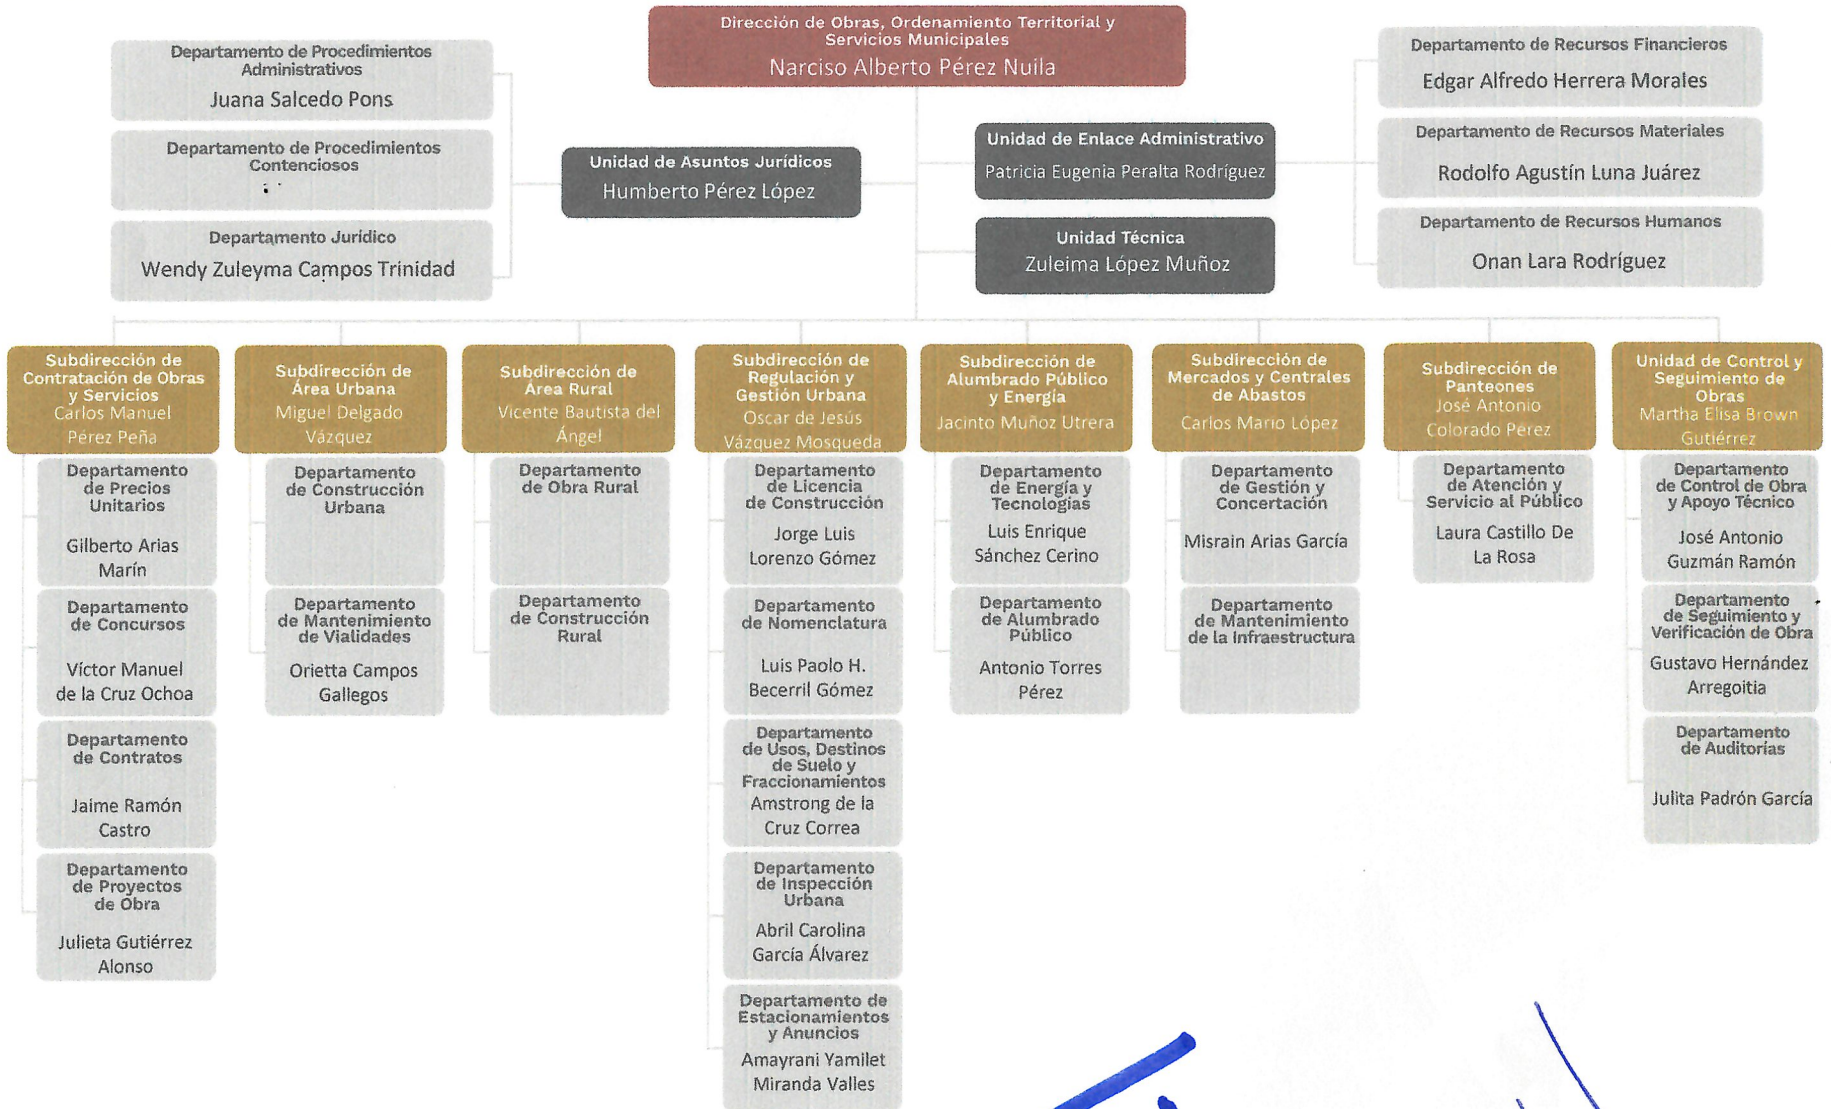 Dirección de Obras, Ordenamiento Territorial y
Servicios Municipales
Narciso Alberto Pérez Nuila
Departamento de Procedimientos
Administrativos
Juana Salcedo Pons
Departamento de Procedimientos
Contenciosos
Departamento Jurídico
Wendy Zuleyma Campos Trinidad
Unidad de Asuntos Jurídicos
Humberto Pérez López
Unidad de Enlace Administrativo
Patricia Eugenia Peralta Rodríguez
Unidad Técnica
Zuleima López Muñoz
Departamento de Recursos Financieros
Edgar Alfredo Herrera Morales
Departamento de Recursos Materiales
Rodolfo Agustín Luna Juárez
Departamento de Recursos Humanos
Onan Lara Rodríguez
Subdirección de
Contratación de Obras
y Servicios
Carlos Manuel
Pérez Peña
Departamento
de Precios
Unitarios
Gilberto Arias
Marín
Departamento
de Concursos
Víctor Manuel
de la Cruz Ochoa
Departamento
de Contratos
Jaime Ramón
Castro
Departamento
de Proyectos
de Obra
Julieta Gutiérrez
Alonso
Subdirección de
Área Urbana
Miguel Delgado
Vázquez
Departamento
de Construcción
Urbana
Departamento
de Mantenimiento
de Vialidades
Orietta Campos
Gallegos
Subdirección de
Área Rural
Vicente Bautista del
Ángel
Departamento
de Obra Rural
Departamento
de Construcción
Rural
Subdirección de
Regulación y
Gestión Urbana
Oscar de Jesús
Vázquez Mosqueda
Departamento
de Licencia
de Construcción
Jorge Luis
Lorenzo Gómez
Departamento
de Nomenclatura
Luis Paolo H.
Becerril Gómez
Departamento
de Usos, Destinos
de Suelo y
Fraccionamientos
Amstrong de la
Cruz Correa
Departamento
de Inspección
Urbana
Abril Carolina
García Álvarez
Departamento de
Estacionamientos
y Anuncios
Amayrani Yamilet
Miranda Valles
Subdirección de
Alumbrado Público
y Energía
Jacinto Muñoz Utrera
Departamento
de Energía y
Tecnologías
Luis Enrique
Sánchez Cerino
Departamento
de Alumbrado
Público
Antonio Torres
Pérez
Subdirección de
Mercados y Centrales
de Abastos
Carlos Mario López
Departamento
de Gestión y
Concertación
Misrain Arias García
Departamento
de Mantenimiento
de la Infraestructura
Subdirección de
Panteones
José Antonio
Colorado Pérez
Departamento
de Atención y
Servicio al Público
Laura Castillo De
La Rosa
Unidad de Control y
Seguimiento de
Obras
Martha Elisa Brown
Gutiérrez
Departamento
de Control de Obra
y Apoyo Técnico
José Antonio
Guzmán Ramón
Departamento
de Seguimiento y
Verificación de Obra
Gustavo Hernández
Arregoitia
Departamento
de Auditorías
Julita Padrón García